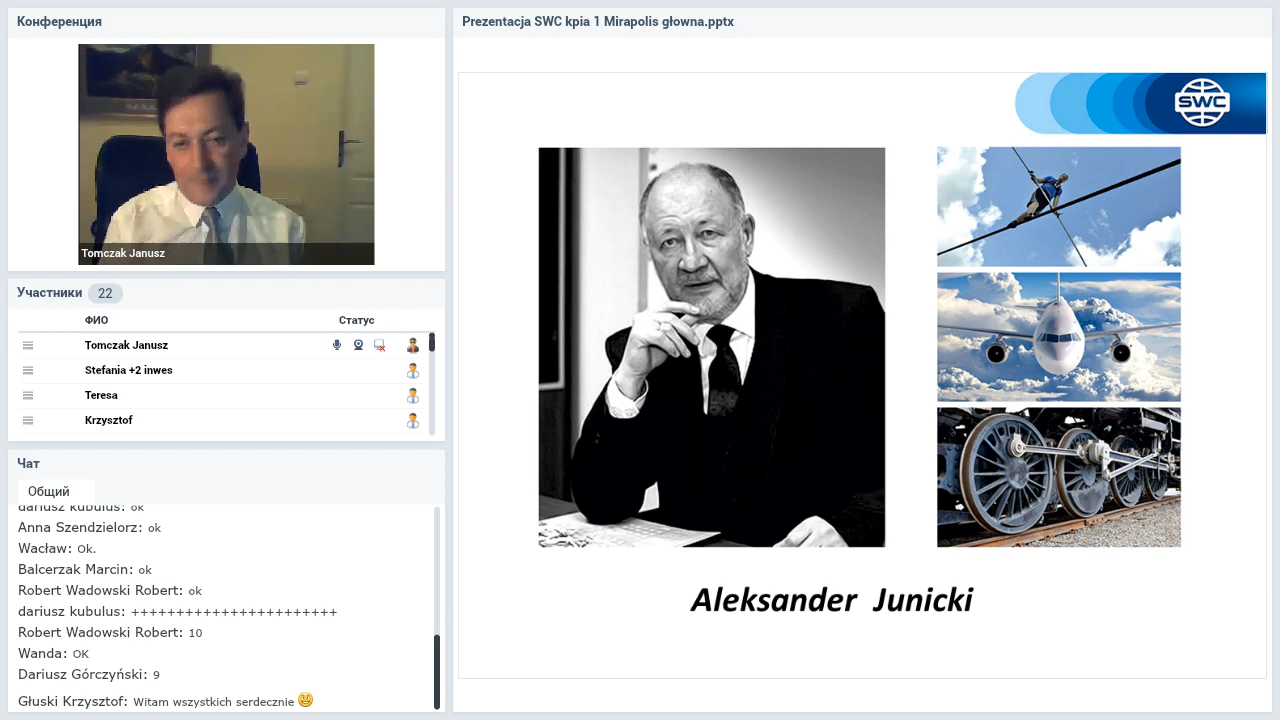 Конференция
Tomczak Janusz
Участники 22
ФИО Статус
Tomczak Janusz
Stefania +2 inwes
Teresa
Krzysztof
Чат
Общий
dariusz kubulus: ok
Anna Szendzielorz: ok
Wacław: Ok.
Balcerzak Marcin: ok
Robert Wadowski Robert: ok
dariusz kubulus: +++++++++++++++++++++++
Robert Wadowski Robert: 10
Wanda: OK
Dariusz Górczyński: 9
Głuski Krzysztof: Witam wszystkich serdecznie
Prezentacja SWC kpia 1 Mirapolis głowna.pptx
SWC
Aleksander Junicki